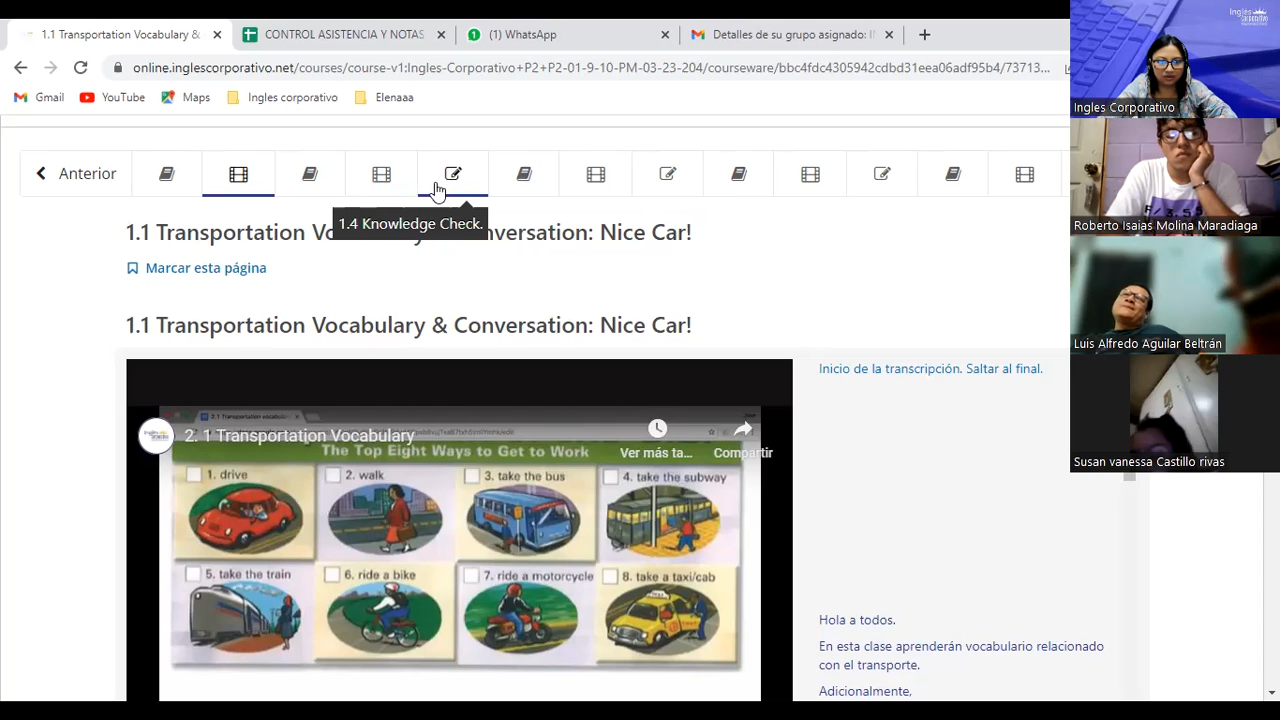 1.1 Transportation Vocabulary &
CONTROL ASISTENCIA Y NOTAS
(1) WhatsApp
Detalles de su grupo asignado: I
online.inglescorporativo.net/courses/course-v1:Ingles-Corporativo+P2+P2-01-9-10-PM-03-23-204/courseware/bbc4fdc4305942cdbd31eea06adf95b4/73713...
Gmail
YouTube
Maps
Ingles corporativo
Elenaaa
Anterior
1.4 Knowledge Check.
1.1 Transportation Vo
nversation: Nice Car!
Marcar esta página
1.1 Transportation Vocabulary & Conversation: Nice Car!
Inicio de la transcripción. Saltar al final.
2. 1 Transportation Vocabulary
Ver más ta...
Compartir
The Top Eight Ways to Get to Work
1. drive
2. walk
3. take the bus
4. take the subway
5. take the train
6. ride a bike
7. ride a motorcycle
8. take a taxi/cab
TAXI
Hola a todos.
En esta clase aprenderán vocabulario relacionado
con el transporte.
Adicionalmente,
Ingles
corporativo
Ingles Corporativo
Roberto Isaias Molina Maradiaga
Luis Alfredo Aguilar Beltrán
Susan vanessa Castillo rivas